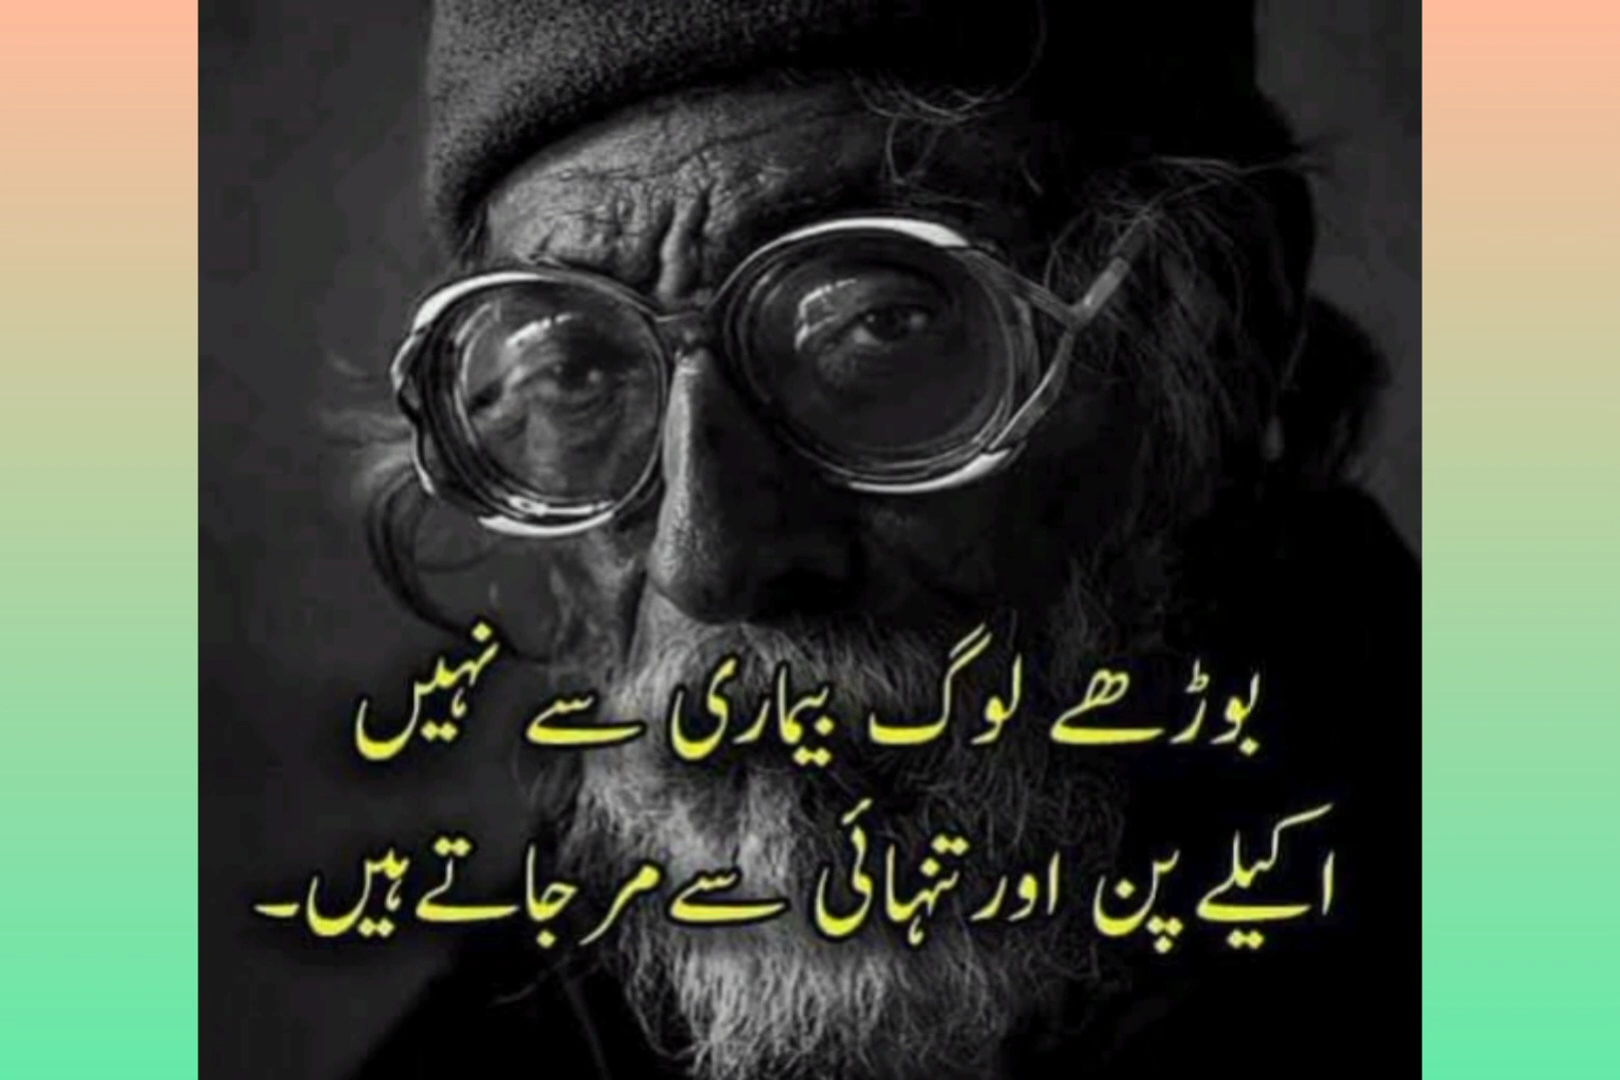 بوڑھے لوگ بیماری سے نہیں
اکیلے پن اور تنہائی سے مر جاتے ہیں۔